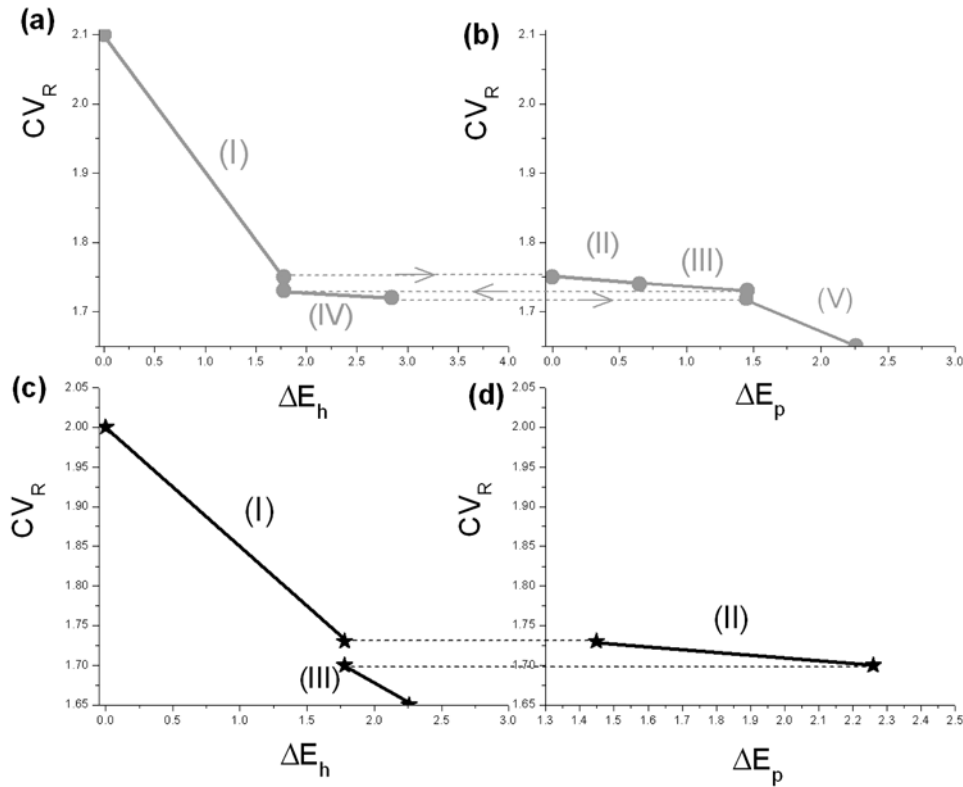 (a)
2.1
2.0
1.9
1.8
1.7
CV_R
(I)
(IV)
0.0 0.5 1.0 1.5 2.0 2.5 3.0 3.5 4.0
ΔE_h
(b)
2.1
2.0
1.9
1.8
1.7
CV_R
(II)
(III)
(V)
0.0 0.5 1.0 1.5 2.0 2.5 3.0
ΔE_p
(c)
2.05
2.00
1.95
1.90
1.85
1.80
1.75
1.70
1.65
CV_R
(I)
(III)
0.0 0.5 1.0 1.5 2.0 2.5 3.0
ΔE_h
(d)
2.05
2.00
1.95
1.90
1.85
1.80
1.75
1.70
1.65
CV_R
(II)
1.3 1.4 1.5 1.6 1.7 1.8 1.9 2.0 2.1 2.2 2.3 2.4 2.5
ΔE_p